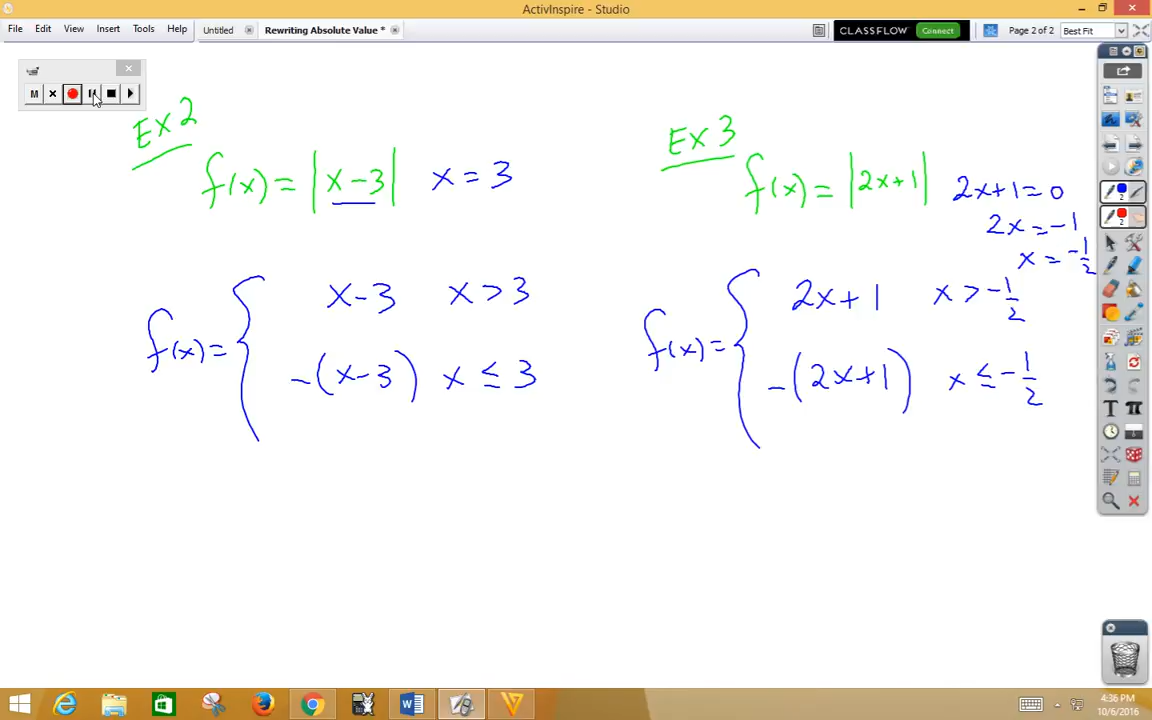 ActivInspire - Studio
File Edit View Insert Tools Help
Untitled
Rewriting Absolute Value *
CLASSFLOW Connect
Page 2 of 2
Best Fit
M
EX 2
f(x) = |x-3| x = 3
f(x) = { x-3 x > 3
-(x-3) x ≤ 3
EX 3
f(x) = |2x+1| 2x+1 = 0
2x = -1
x = -1/2
f(x) = { 2x+1 x > -1/2
-(2x+1) x ≤ -1/2
2
2
4:36 PM
10/6/2016